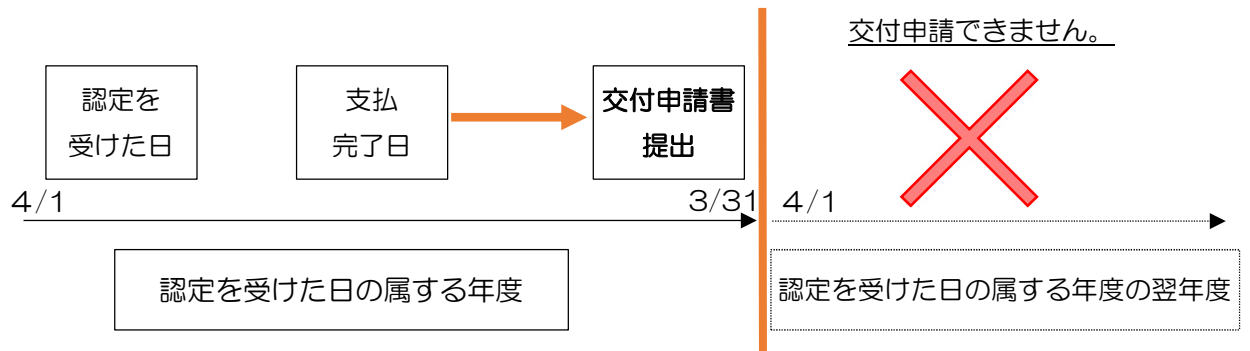 交付申請できません。
認定を
受けた日
支払
完了日
交付申請書
提出
4/1
3/31
4/1
認定を受けた日の属する年度
認定を受けた日の属する年度の翌年度